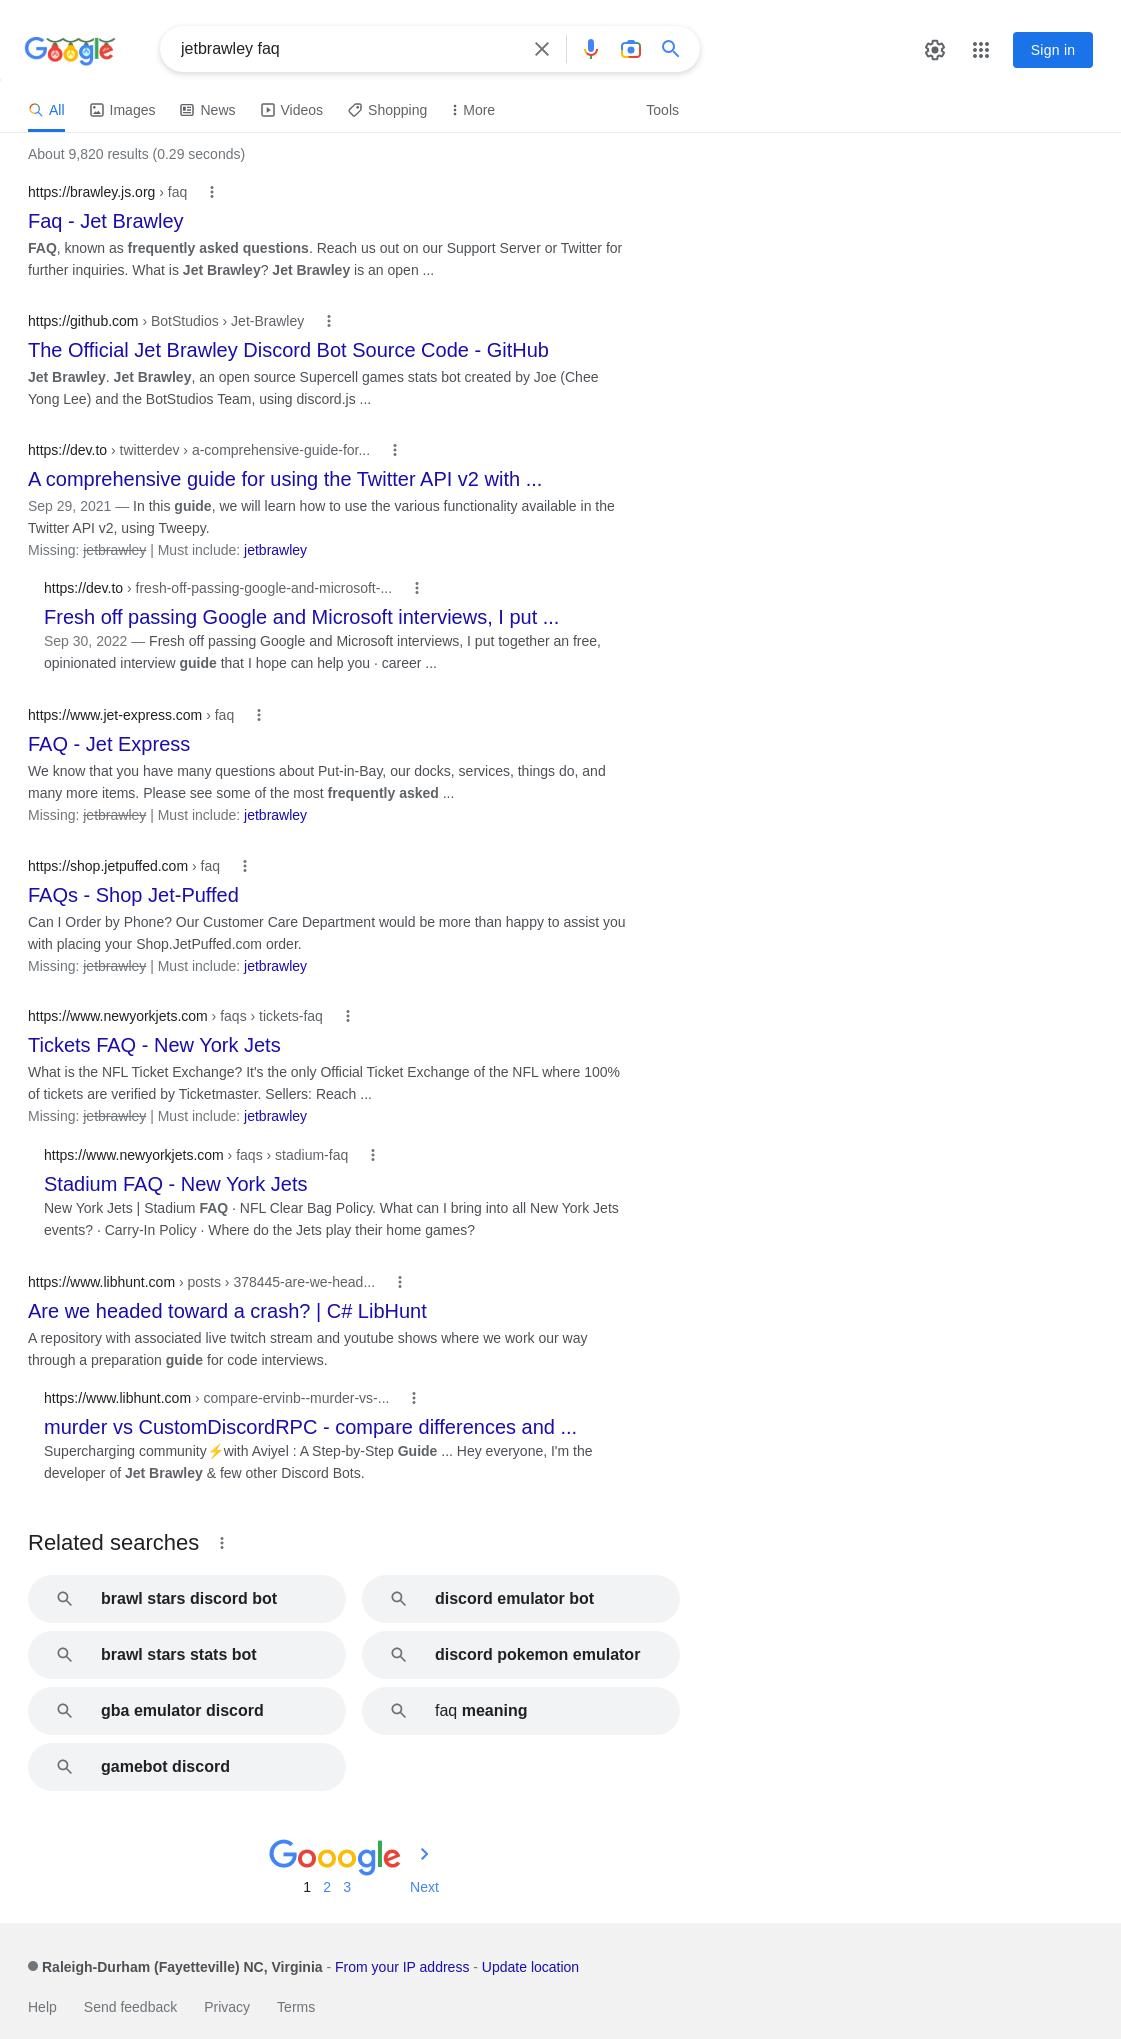 Google
jetbrawley faq
Sign in
All Images News Videos Shopping More Tools
About 9,820 results (0.29 seconds)
https://brawley.js.org › faq
Faq - Jet Brawley
FAQ, known as frequently asked questions. Reach us out on our Support Server or Twitter for
further inquiries. What is Jet Brawley? Jet Brawley is an open ...
https://github.com › BotStudios › Jet-Brawley
The Official Jet Brawley Discord Bot Source Code - GitHub
Jet Brawley. Jet Brawley, an open source Supercell games stats bot created by Joe (Chee
Yong Lee) and the BotStudios Team, using discord.js ...
https://dev.to › twitterdev › a-comprehensive-guide-for...
A comprehensive guide for using the Twitter API v2 with ...
Sep 29, 2021 — In this guide, we will learn how to use the various functionality available in the
Twitter API v2, using Tweepy.
Missing: jetbrawley | Must include: jetbrawley
https://dev.to › fresh-off-passing-google-and-microsoft-...
Fresh off passing Google and Microsoft interviews, I put ...
Sep 30, 2022 — Fresh off passing Google and Microsoft interviews, I put together an free,
opinionated interview guide that I hope can help you · career ...
https://www.jet-express.com › faq
FAQ - Jet Express
We know that you have many questions about Put-in-Bay, our docks, services, things do, and
many more items. Please see some of the most frequently asked ...
Missing: jetbrawley | Must include: jetbrawley
https://shop.jetpuffed.com › faq
FAQs - Shop Jet-Puffed
Can I Order by Phone? Our Customer Care Department would be more than happy to assist you
with placing your Shop.JetPuffed.com order.
Missing: jetbrawley | Must include: jetbrawley
https://www.newyorkjets.com › faqs › tickets-faq
Tickets FAQ - New York Jets
What is the NFL Ticket Exchange? It's the only Official Ticket Exchange of the NFL where 100%
of tickets are verified by Ticketmaster. Sellers: Reach ...
Missing: jetbrawley | Must include: jetbrawley
https://www.newyorkjets.com › faqs › stadium-faq
Stadium FAQ - New York Jets
New York Jets | Stadium FAQ · NFL Clear Bag Policy. What can I bring into all New York Jets
events? · Carry-In Policy · Where do the Jets play their home games?
https://www.libhunt.com › posts › 378445-are-we-head...
Are we headed toward a crash? | C# LibHunt
A repository with associated live twitch stream and youtube shows where we work our way
through a preparation guide for code interviews.
https://www.libhunt.com › compare-ervinb--murder-vs-...
murder vs CustomDiscordRPC - compare differences and ...
Supercharging community⚡with Aviyel : A Step-by-Step Guide ... Hey everyone, I'm the
developer of Jet Brawley & few other Discord Bots.
Related searches
brawl stars discord bot
discord emulator bot
brawl stars stats bot
discord pokemon emulator
gba emulator discord
faq meaning
gamebot discord
Gooogle
1 2 3 Next
Raleigh-Durham (Fayetteville) NC, Virginia - From your IP address - Update location
Help Send feedback Privacy Terms